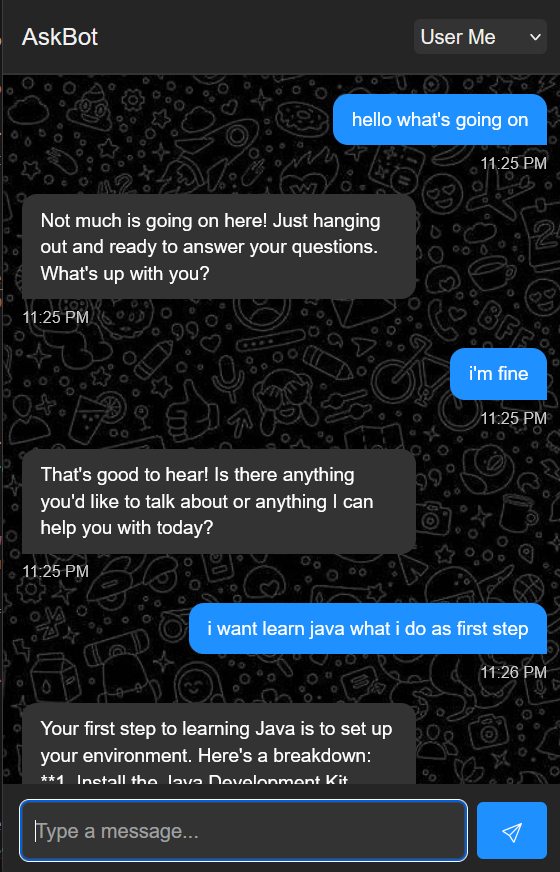 AskBot
User Me
hello what's going on
11:25 PM
Not much is going on here! Just hanging
out and ready to answer your questions.
What's up with you?
11:25 PM
i'm fine
11:25 PM
That's good to hear! Is there anything
you'd like to talk about or anything I can
help you with today?
11:25 PM
i want learn java what i do as first step
11:26 PM
Your first step to learning Java is to set up
your environment. Here's a breakdown:
**1. Install the Java Development Kit
Type a message...